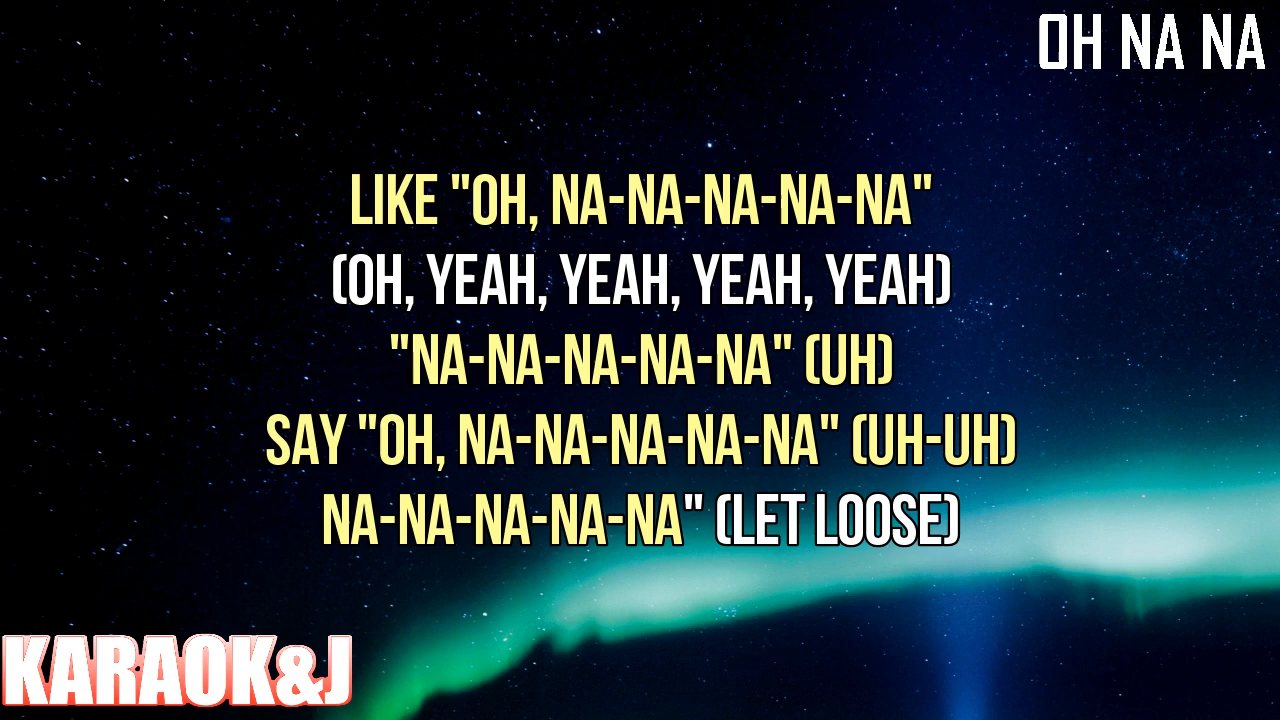 OH NA NA
LIKE "OH, NA-NA-NA-NA-NA"
(OH, YEAH, YEAH, YEAH, YEAH)
"NA-NA-NA-NA-NA" (UH)
SAY "OH, NA-NA-NA-NA-NA" (UH-UH)
NA-NA-NA-NA-NA" (LET LOOSE)
KARAOK&J